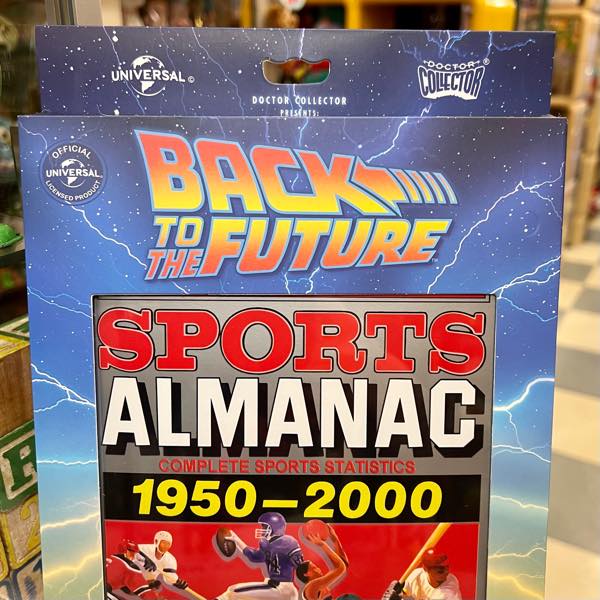 UNIVERSAL ©
DOCTOR COLLECTOR ®
DOCTOR COLLECTOR
PRESENTS:
OFFICIAL
UNIVERSAL
LICENSED PRODUCT
BACK
TO
THE FUTURE
SPORTS
ALMANAC
COMPLETE SPORTS STATISTICS
1950–2000